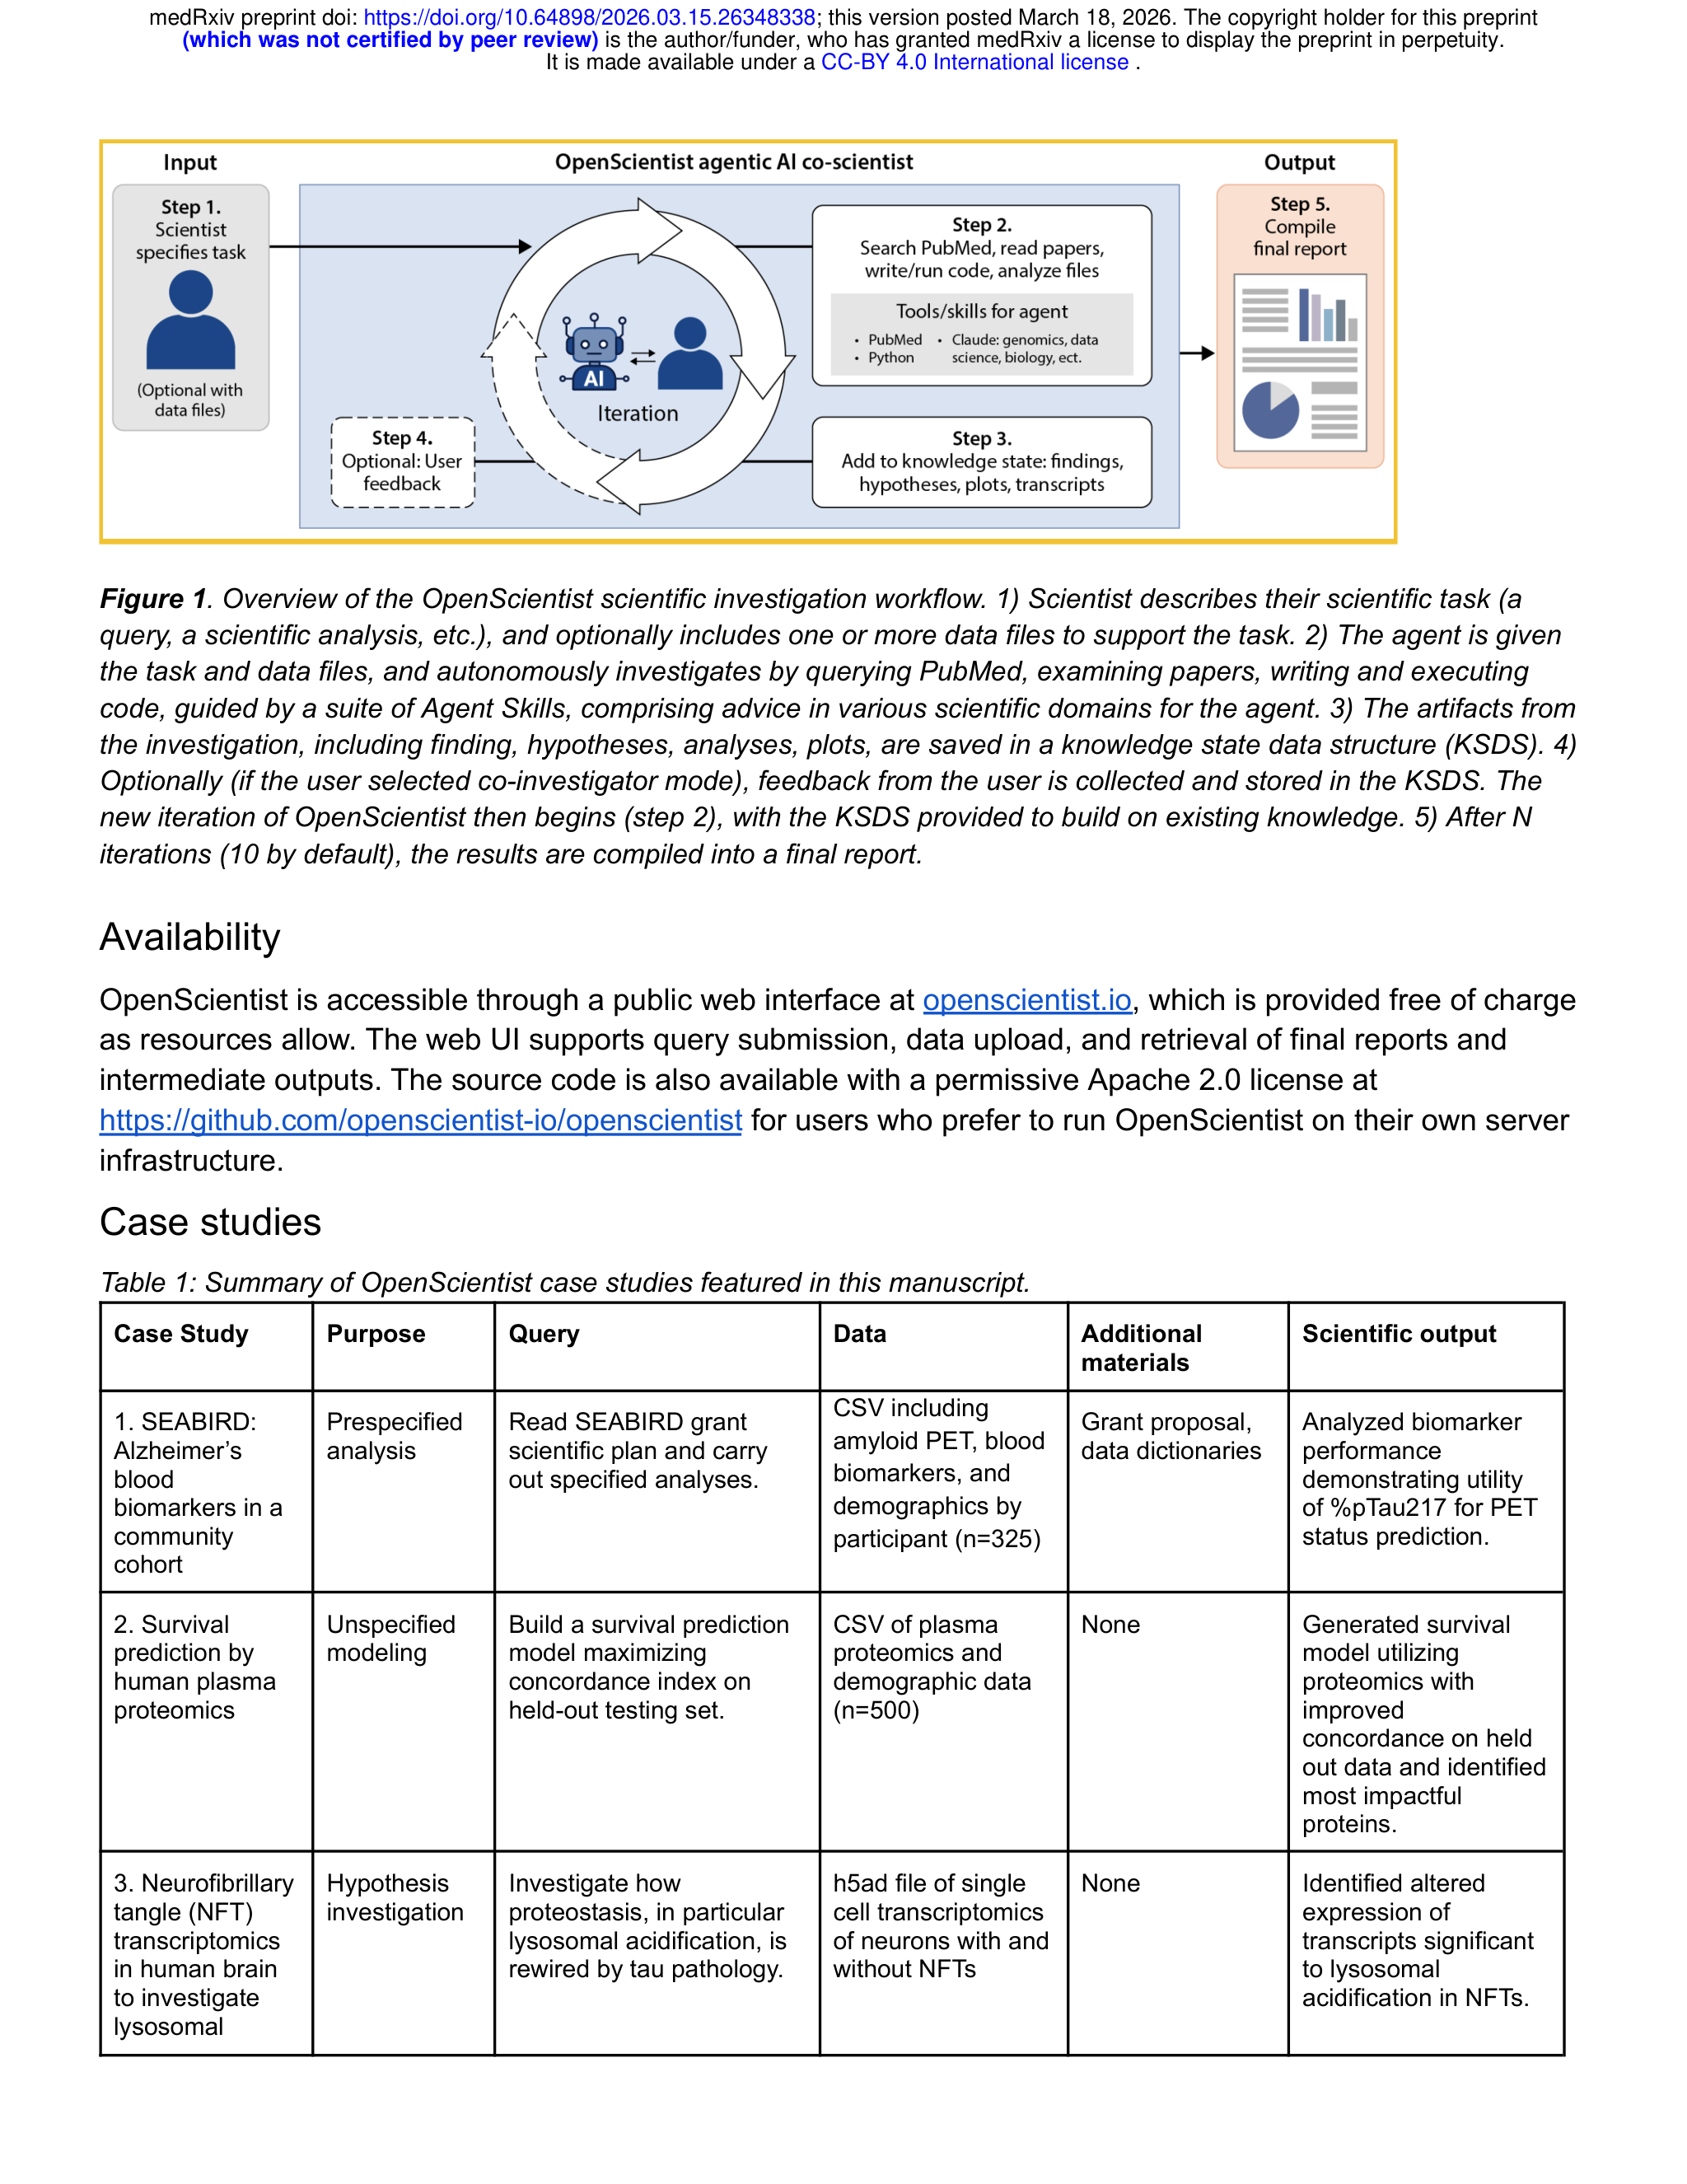 medRxiv preprint doi: https://doi.org/10.64898/2026.03.15.26348338; this version posted March 18, 2026. The copyright holder for this preprint
(which was not certified by peer review) is the author/funder, who has granted medRxiv a license to display the preprint in perpetuity.
It is made available under a CC-BY 4.0 International license .
Input
OpenScientist agentic AI co-scientist
Output
Step 1.
Scientist
specifies task
(Optional with
data files)
AI
Iteration
Step 2.
Search PubMed, read papers,
write/run code, analyze files
Tools/skills for agent
• PubMed
• Python
• Claude: genomics, data
science, biology, ect.
Step 3.
Add to knowledge state: findings,
hypotheses, plots, transcripts
Step 4.
Optional: User
feedback
Step 5.
Compile
final report
Figure 1. Overview of the OpenScientist scientific investigation workflow. 1) Scientist describes their scientific task (a
query, a scientific analysis, etc.), and optionally includes one or more data files to support the task. 2) The agent is given
the task and data files, and autonomously investigates by querying PubMed, examining papers, writing and executing
code, guided by a suite of Agent Skills, comprising advice in various scientific domains for the agent. 3) The artifacts from
the investigation, including finding, hypotheses, analyses, plots, are saved in a knowledge state data structure (KSDS). 4)
Optionally (if the user selected co-investigator mode), feedback from the user is collected and stored in the KSDS. The
new iteration of OpenScientist then begins (step 2), with the KSDS provided to build on existing knowledge. 5) After N
iterations (10 by default), the results are compiled into a final report.
Availability
OpenScientist is accessible through a public web interface at openscientist.io, which is provided free of charge
as resources allow. The web UI supports query submission, data upload, and retrieval of final reports and
intermediate outputs. The source code is also available with a permissive Apache 2.0 license at
https://github.com/openscientist-io/openscientist for users who prefer to run OpenScientist on their own server
infrastructure.
Case studies
Table 1: Summary of OpenScientist case studies featured in this manuscript.
Case Study
Purpose
Query
Data
Additional
materials
Scientific output
1. SEABIRD:
Alzheimer's
blood
biomarkers in a
community
cohort
Prespecified
analysis
Read SEABIRD grant
scientific plan and carry
out specified analyses.
CSV including
amyloid PET, blood
biomarkers, and
demographics by
participant (n=325)
Grant proposal,
data dictionaries
Analyzed biomarker
performance
demonstrating utility
of %pTau217 for PET
status prediction.
2. Survival
prediction by
human plasma
proteomics
Unspecified
modeling
Build a survival prediction
model maximizing
concordance index on
held-out testing set.
CSV of plasma
proteomics and
demographic data
(n=500)
None
Generated survival
model utilizing
proteomics with
improved
concordance on held
out data and identified
most impactful
proteins.
3. Neurofibrillary
tangle (NFT)
transcriptomics
in human brain
to investigate
lysosomal
Hypothesis
investigation
Investigate how
proteostasis, in particular
lysosomal acidification, is
rewired by tau pathology.
h5ad file of single
cell transcriptomics
of neurons with and
without NFTs
None
Identified altered
expression of
transcripts significant
to lysosomal
acidification in NFTs.